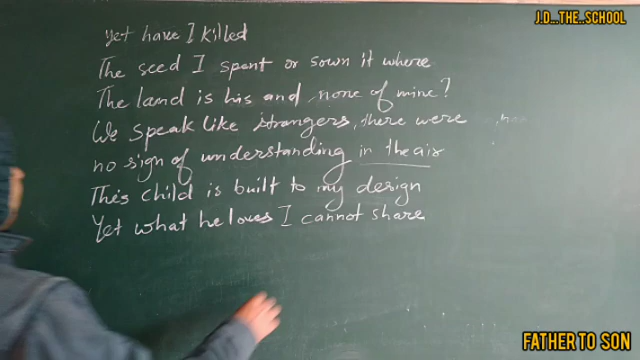 J.D...THE..SCHOOL
Yet have I killed
The seed I spent or sown it where
The land is his and none of mine?
We speak like strangers, there were
no sign of understanding in the air
This child is built to my design
Yet what he loves I cannot share
FATHER TO SON